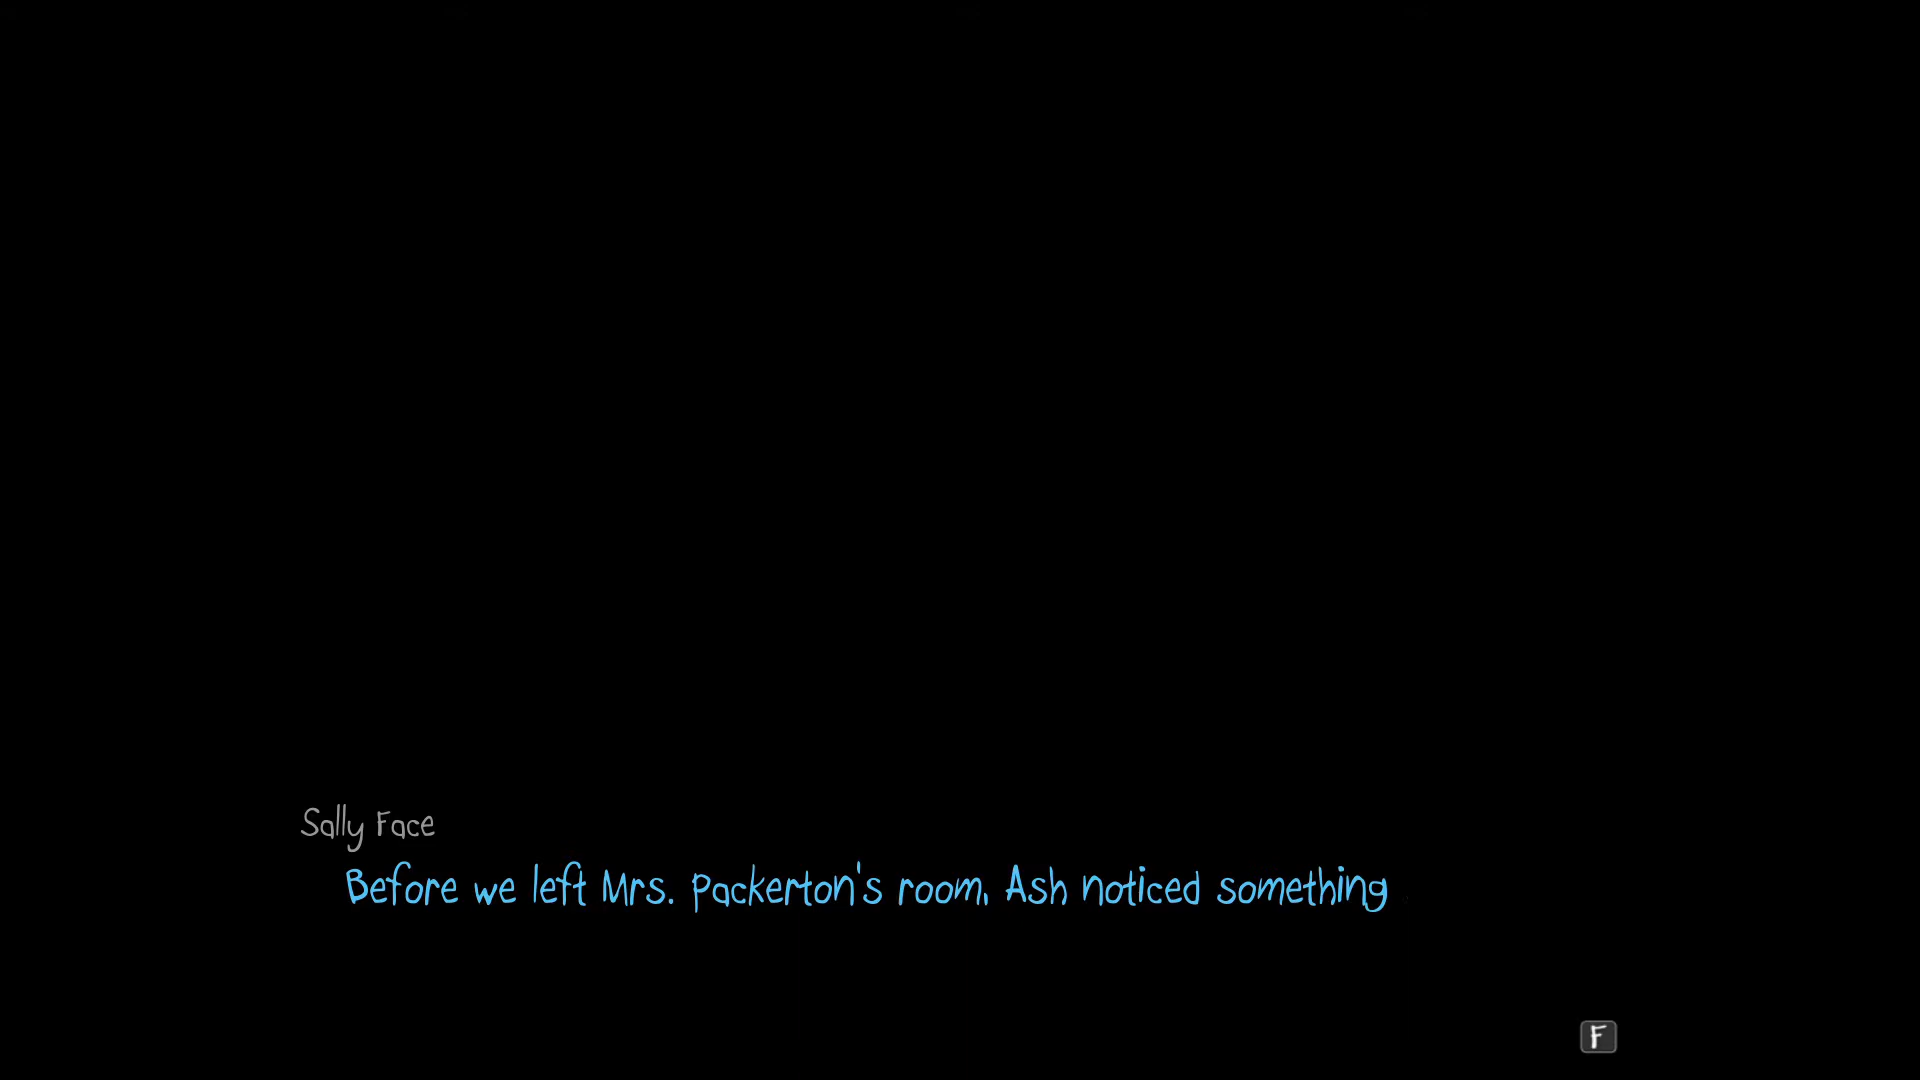 Sally Face
Before we left Mrs. Packerton's room, Ash noticed something
F